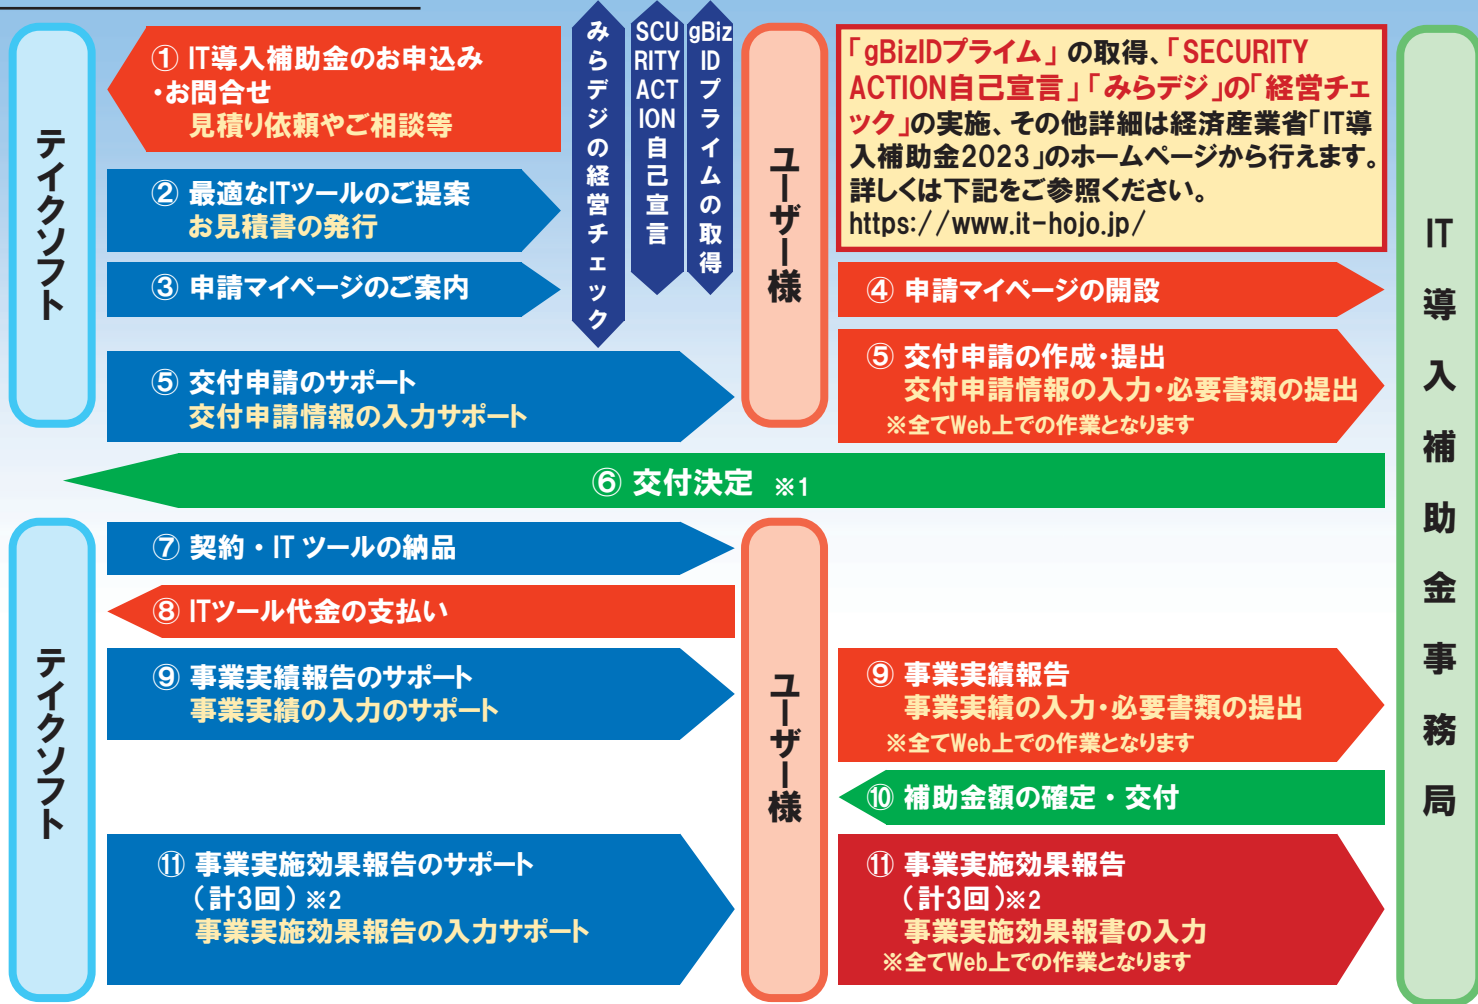 テイクソフト
① IT導入補助金のお申込み
・お問合せ
見積り依頼やご相談等
② 最適なITツールのご提案
お見積書の発行
③ 申請マイページのご案内
みらデジの経営チェック
SCU
RITY
ACT
ION
自己宣言
gBiz
ID
プライムの取得
ユーザー様
「gBizIDプライム」の取得、「SECURITY
ACTION自己宣言」「みらデジ」の「経営チェ
ック」の実施、その他詳細は経済産業省「IT導
入補助金2023」のホームページから行えます。
詳しくは下記をご参照ください。
https://www.it-hojo.jp/
④ 申請マイページの開設
⑤ 交付申請のサポート
交付申請情報の入力サポート
⑤ 交付申請の作成・提出
交付申請情報の入力・必要書類の提出
※全てWeb上での作業となります
IT導入補助金事務局
⑥ 交付決定 ※1
テイクソフト
⑦ 契約・IT ツールの納品
⑧ ITツール代金の支払い
⑨ 事業実績報告のサポート
事業実績の入力のサポート
ユーザー様
⑨ 事業実績報告
事業実績の入力・必要書類の提出
※全てWeb上での作業となります
⑩ 補助金額の確定・交付
⑪ 事業実施効果報告のサポート
（計3回）※2
事業実施効果報告の入力サポート
⑪ 事業実施効果報告
（計3回）※2
事業実施効果報書の入力
※全てWeb上での作業となります